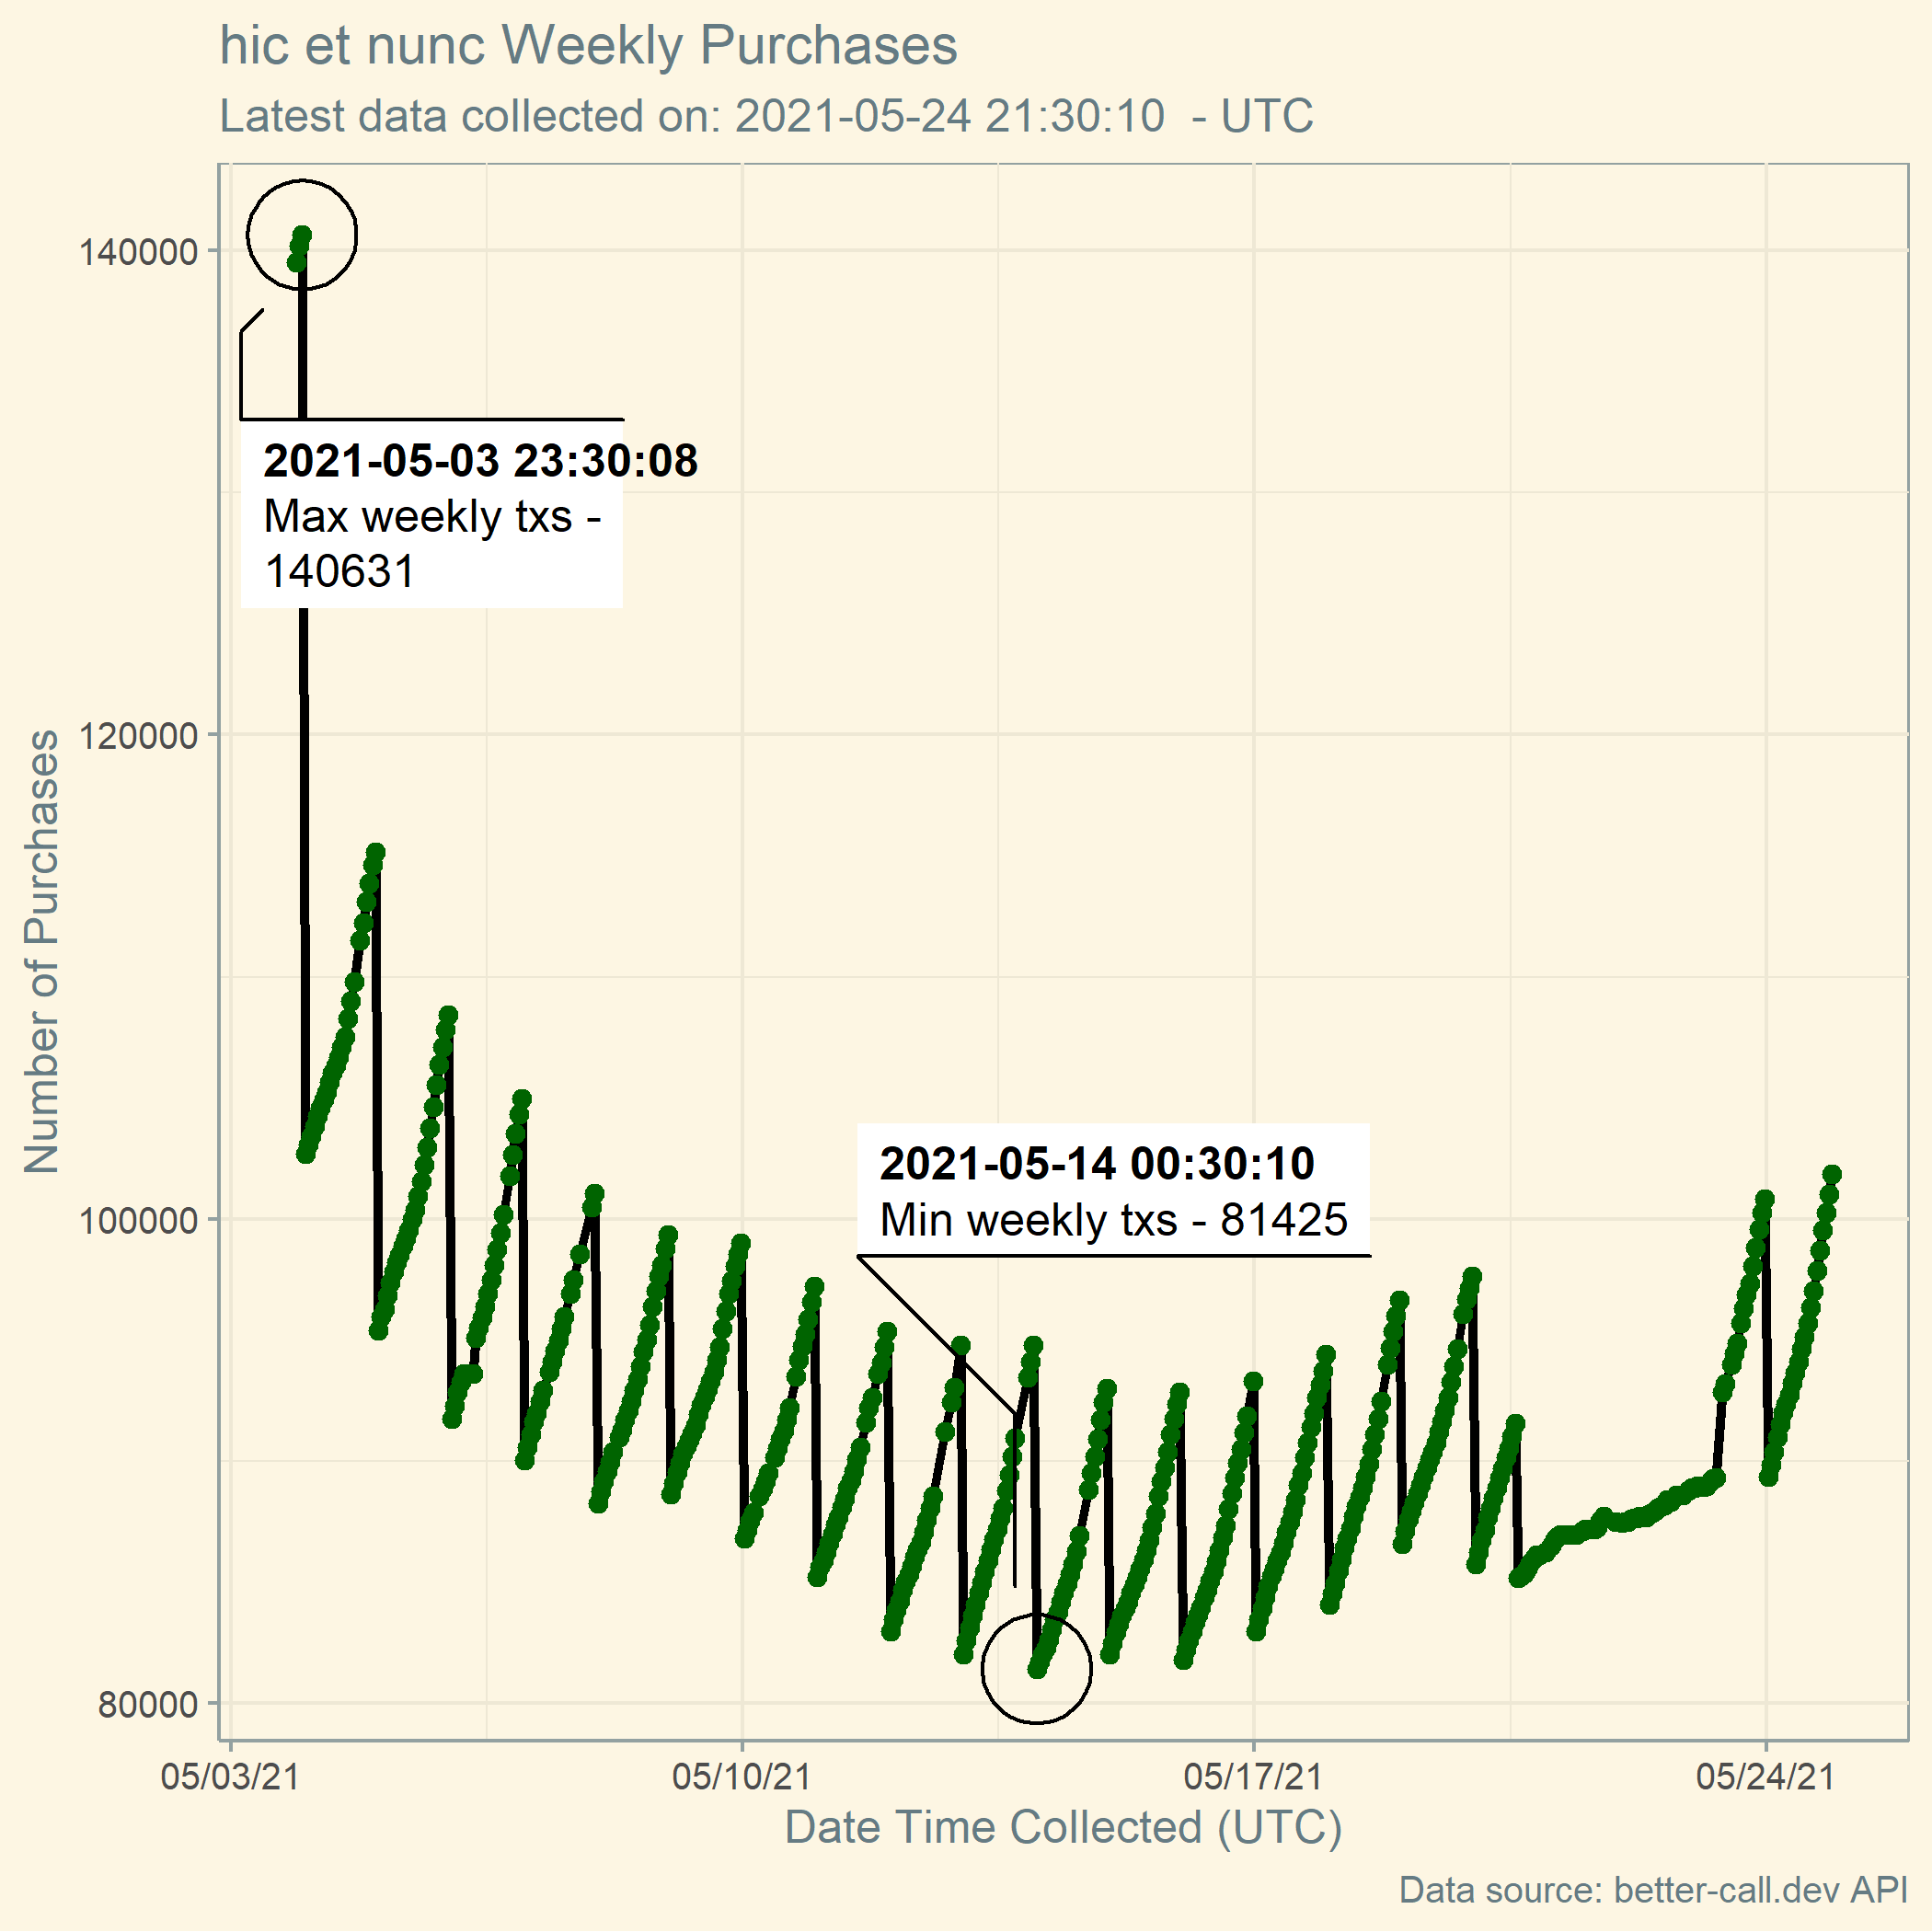 hic et nunc Weekly Purchases
Latest data collected on: 2021-05-24 21:30:10 - UTC
140000
2021-05-03 23:30:08
Max weekly txs -
140631
120000
Number of Purchases
2021-05-14 00:30:10
Min weekly txs - 81425
100000
80000
05/03/21
05/10/21
05/17/21
05/24/21
Date Time Collected (UTC)
Data source: better-call.dev API